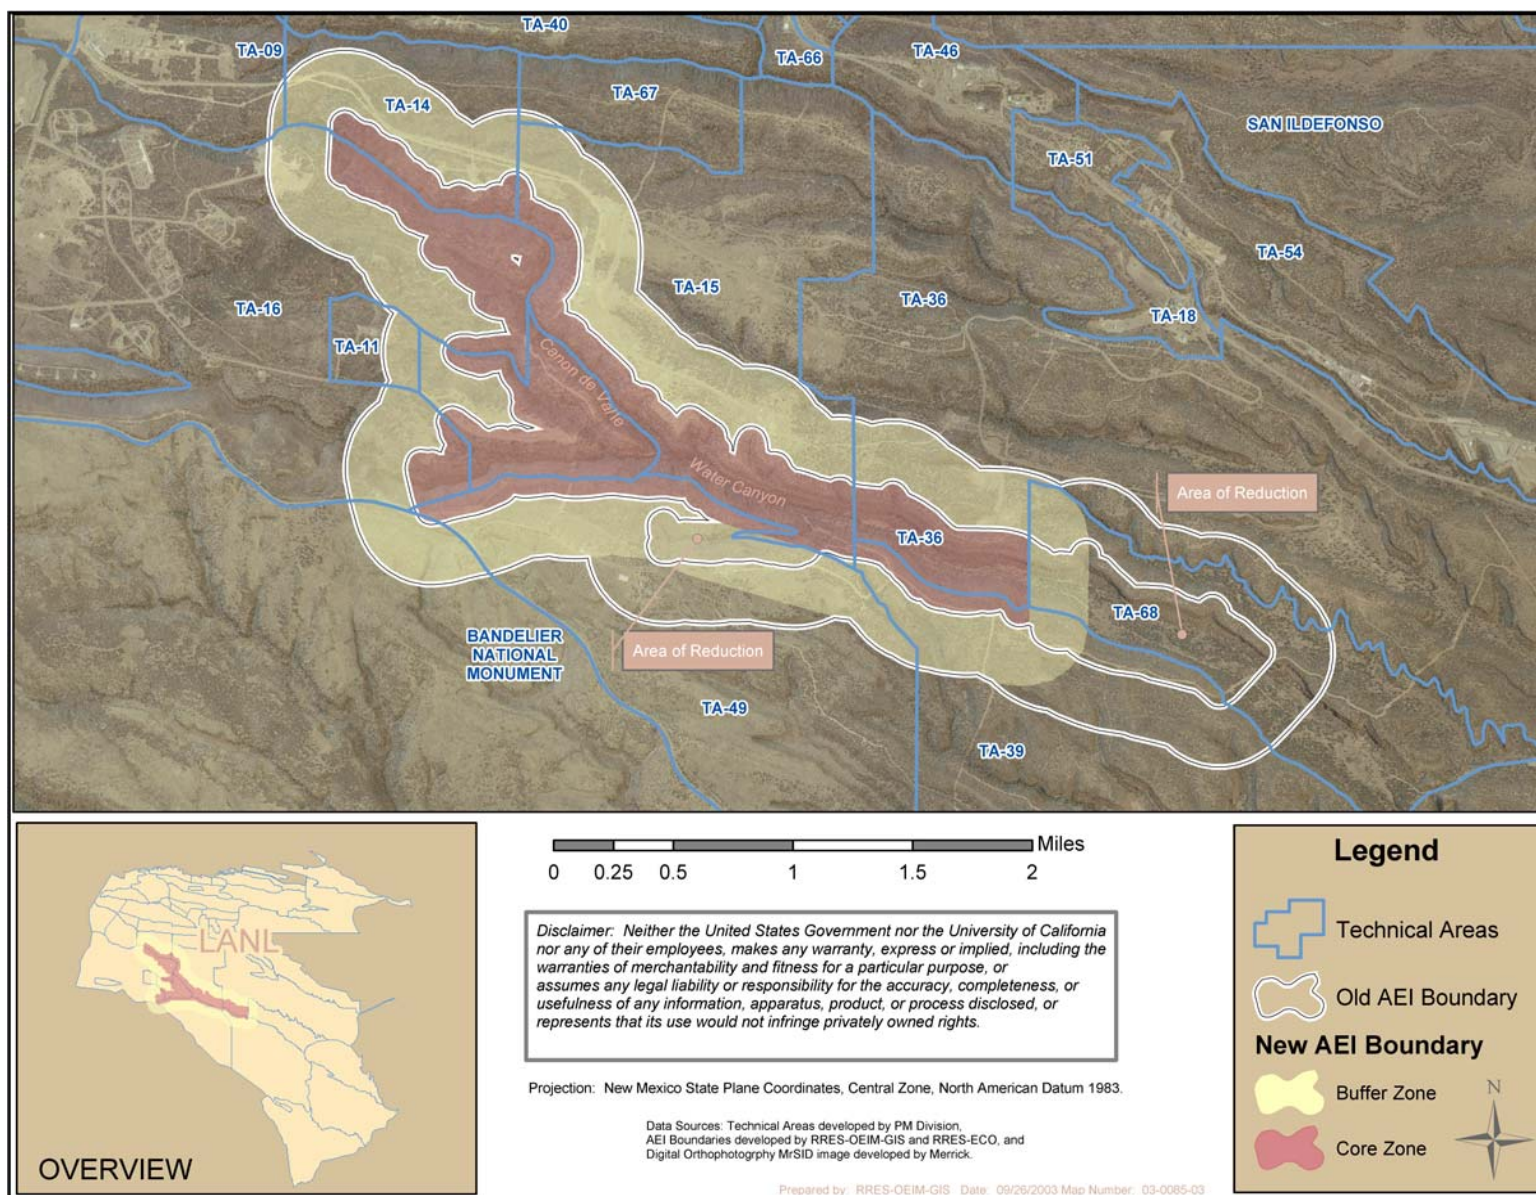 TA-40
TA-09
TA-66
TA-46
TA-67
TA-14
SAN ILDEFONSO
TA-51
TA-54
TA-15
TA-36
TA-16
TA-18
TA-11
Canon de Valle
Water Canyon
Area of Reduction
TA-36
TA-68
BANDELIER
NATIONAL
MONUMENT
Area of Reduction
TA-49
TA-39
LANL
OVERVIEW
Miles
0 0.25 0.5 1 1.5 2
Disclaimer: Neither the United States Government nor the University of California
nor any of their employees, makes any warranty, express or implied, including the
warranties of merchantability and fitness for a particular purpose, or
assumes any legal liability or responsibility for the accuracy, completeness, or
usefulness of any information, apparatus, product, or process disclosed, or
represents that its use would not infringe privately owned rights.
Projection: New Mexico State Plane Coordinates, Central Zone, North American Datum 1983.
Data Sources: Technical Areas developed by PM Division,
AEI Boundaries developed by RRES-OEIM-GIS and RRES-ECO, and
Digital Orthophotogrphy MrSID image developed by Merrick.
Prepared by: RRES-OEIM-GIS Date: 09/26/2003 Map Number: 03-0085-03
Legend
Technical Areas
Old AEI Boundary
New AEI Boundary
Buffer Zone
N
Core Zone